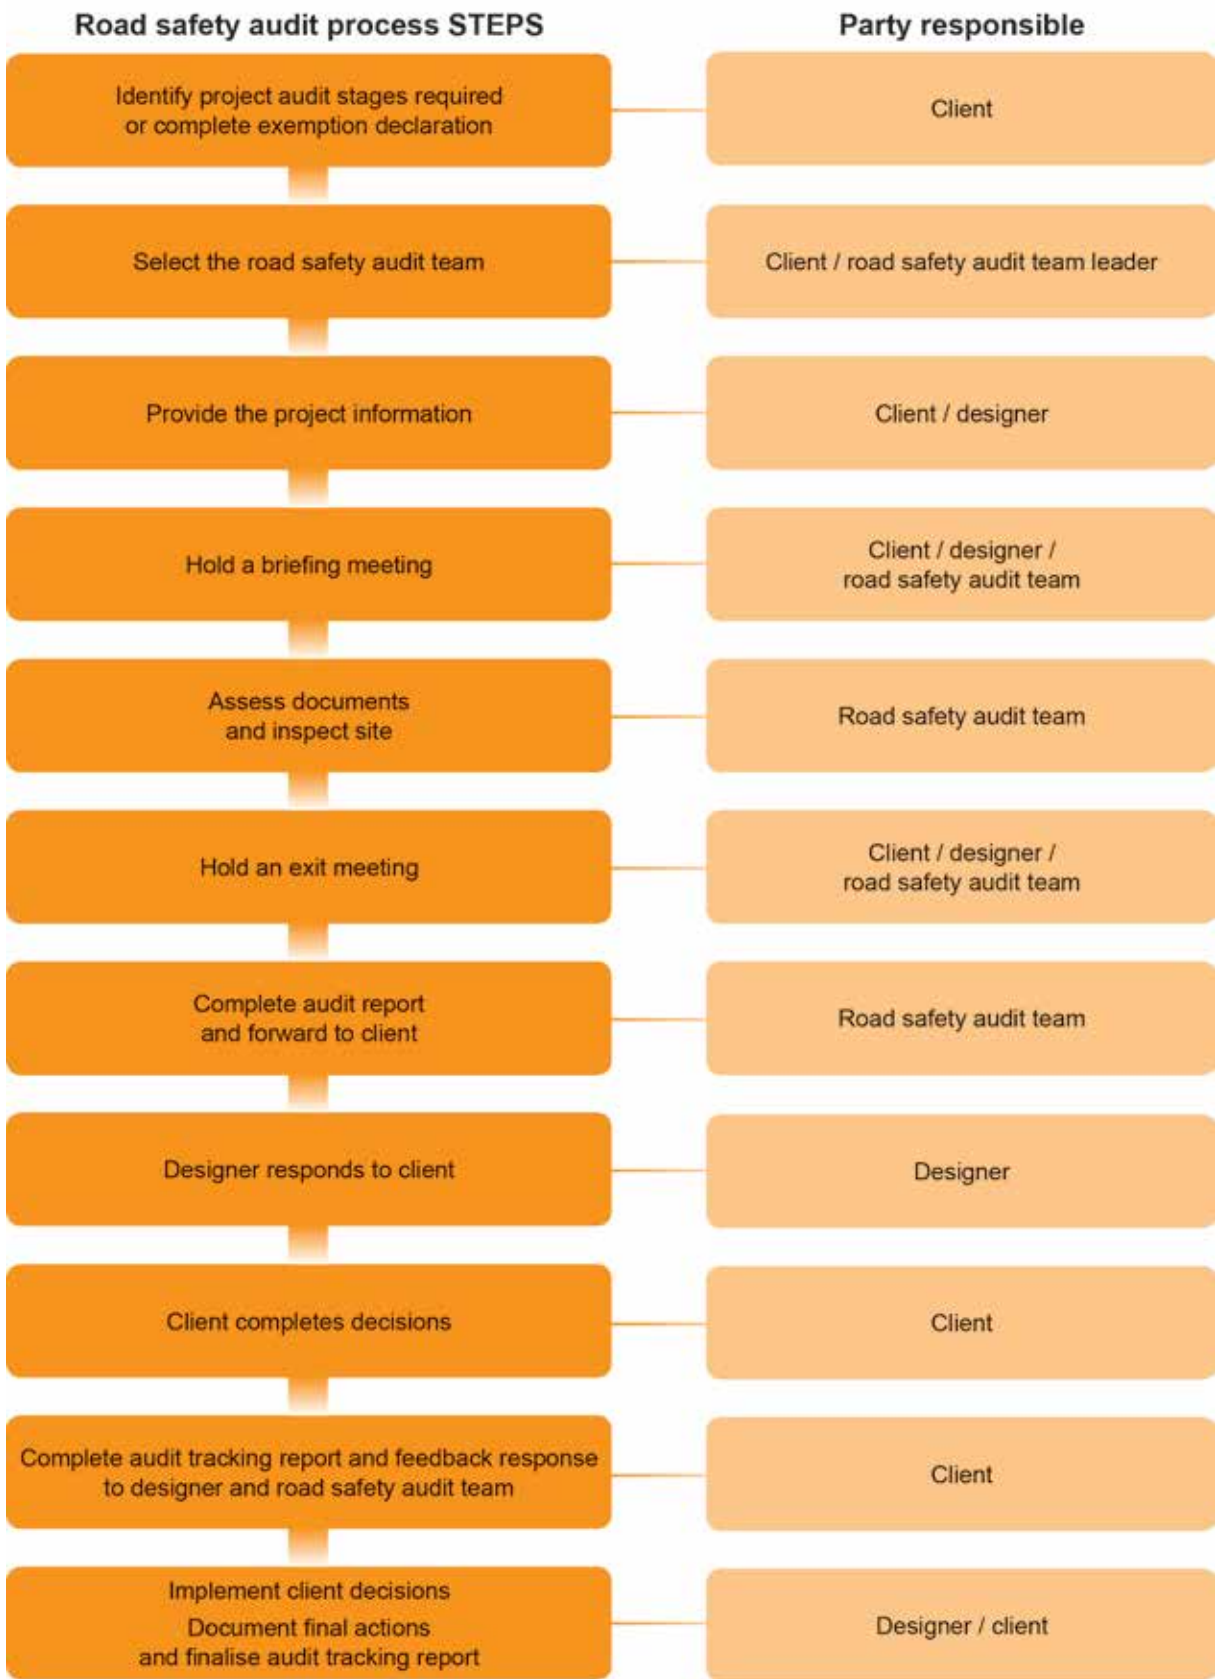 Road safety audit process STEPS
Party responsible
Identify project audit stages required
or complete exemption declaration
Client
Select the road safety audit team
Client / road safety audit team leader
Provide the project information
Client / designer
Hold a briefing meeting
Client / designer /
road safety audit team
Assess documents
and inspect site
Road safety audit team
Hold an exit meeting
Client / designer /
road safety audit team
Complete audit report
and forward to client
Road safety audit team
Designer responds to client
Designer
Client completes decisions
Client
Complete audit tracking report and feedback response
to designer and road safety audit team
Client
Implement client decisions
Document final actions
and finalise audit tracking report
Designer / client